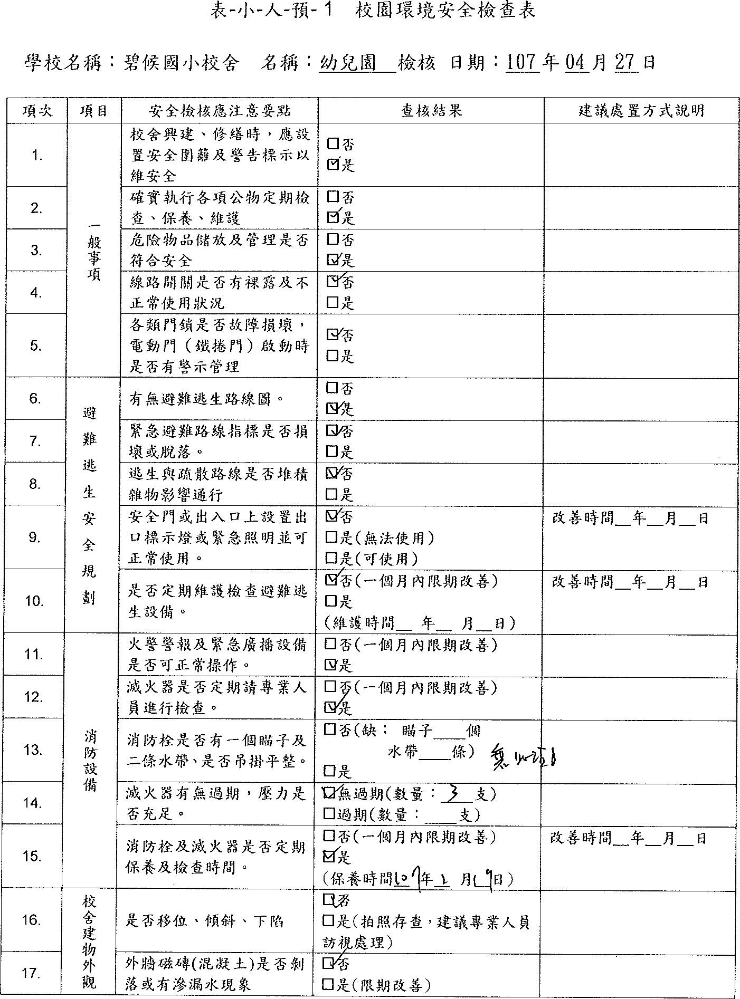 表-小-人-預-1 校園環境安全檢查表
學校名稱：碧候國小校舍 名稱：幼兒園 檢核 日期：107年04月27日
項次 項目 安全檢核應注意要點 查核結果 建議處置方式說明
一般事項
1. 校舍興建、修繕時，應設
置安全圍籬及警告標示以
維安全
□否
☑是
2. 確實執行各項公物定期檢
查、保養、維護
□否
☑是
3. 危險物品儲放及管理是否
符合安全
□否
☑是
4. 線路開關是否有裸露及不
正常使用狀況
☑否
□是
5. 各類門鎖是否故障損壞，
電動門（鐵捲門）啟動時
是否有警示管理
☑否
□是
避難逃生安全規劃
6. 有無避難逃生路線圖。
□否
☑是
7. 緊急避難路線指標是否損
壞或脫落。
☑否
□是
8. 逃生與疏散路線是否堆積
雜物影響通行
☑否
□是
9. 安全門或出入口上設置出
口標示燈或緊急照明並可
正常使用。
☑否
□是(無法使用)
□是(可使用)
改善時間__年__月__日
10. 是否定期維護檢查避難逃
生設備。
☑否(一個月內限期改善)
□是
(維護時間__ 年__ 月__日)
改善時間__年__月__日
消防設備
11. 火警警報及緊急廣播設備
是否可正常操作。
□否(一個月內限期改善)
☑是
12. 滅火器是否定期請專業人
員進行檢查。
□否(一個月內限期改善)
☑是
13. 消防栓是否有一個瞄子及
二條水帶、是否吊掛平整。
□否(缺： 瞄子____個
水帶____條)
□是
無
14. 滅火器有無過期，壓力是
否充足。
☑無過期(數量：3 支)
□過期(數量：____支)
15. 消防栓及滅火器是否定期
保養及檢查時間。
□否(一個月內限期改善)
☑是
(保養時間107年 月19日)
改善時間__年__月__日
校舍建物外觀
16. 是否移位、傾斜、下陷
☑否
□是(拍照存查，建議專業人員
訪視處理)
17. 外牆磁磚(混凝土)是否剝
落或有滲漏水現象
☑否
□是(限期改善)